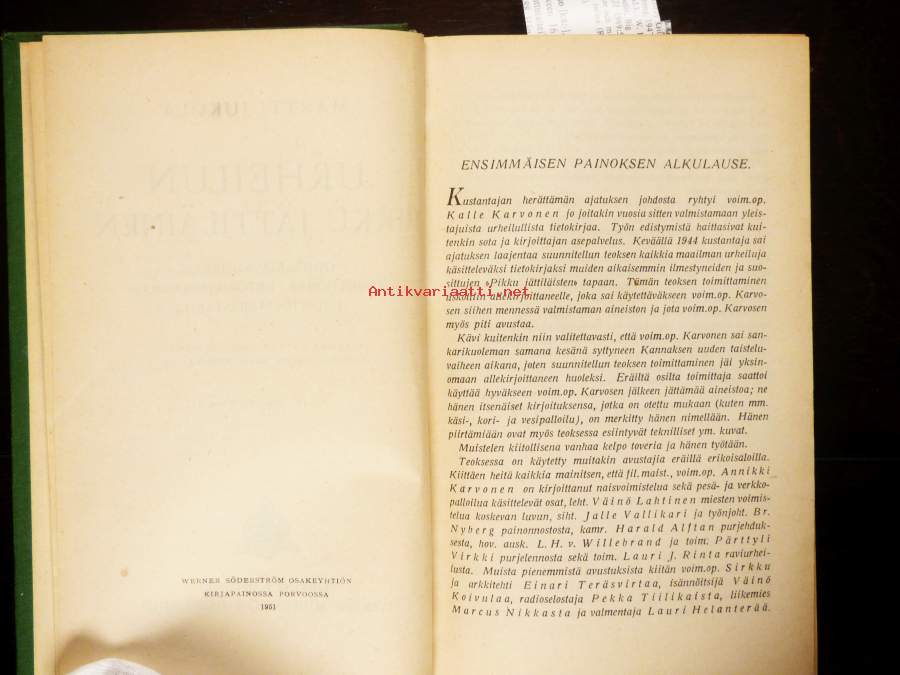 WERNER SÖDERSTRÖM OSAKEYHTIÖN
KIRJAPAINOSSA PORVOOSSA
1951
ENSIMMÄISEN PAINOKSEN ALKULAUSE.
Kustantajan herättämän ajatuksen johdosta ryhtyi voim.op.
Kalle Karvonen jo joitakin vuosia sitten valmistamaan yleis-
tajuista urheilullista tietokirjaa. Työn edistymistä haittasivat kui-
tenkin sota ja kirjoittajan asepalvelus. Keväällä 1944 kustantaja sai
ajatuksen laajentaa suunnitellun teoksen kaikkia maailman urheiluja
käsitteleväksi tietokirjaksi muiden aikaisemmin ilmestyneiden ja suo-
sittujen »Pikku jättiläisten» tapaan. Tämän teoksen toimittaminen
Antikvariaatti.net
uskottiin allekirjoittaneelle, joka sai käytettäväkseen voim.op. Karvo-
sen siihen mennessä valmistaman aineiston ja jota voim.op. Karvosen
myös piti avustaa.
Kävi kuitenkin niin valitettavasti, että voim.op. Karvonen sai san-
karikuoleman samana kesänä syttyneen Kannaksen uuden taistelu-
vaiheen aikana, joten suunnitellun teoksen toimittaminen jäi yksin-
omaan allekirjoittaneen huoleksi. Eräiltä osilta toimittaja saattoi
käyttää hyväkseen voim.op. Karvosen jälkeen jättämää aineistoa; ne
hänen itsenäiset kirjoituksensa, jotka on otettu mukaan (kuten mm.
käsi-, kori- ja vesipalloilu), on merkitty hänen nimellään. Hänen
piirtämiään ovat myös teoksessa esiintyvät teknilliset ym. kuvat.
Muistelen kiitollisena vanhaa kelpo toveria ja hänen työtään.
Teoksessa on käytetty muitakin avustajia eräillä erikoisaloilla.
Kiittäen heitä kaikkia mainitsen, että fil.maist., voim.op. Annikki
Karvonen on kirjoittanut naisvoimistelua sekä pesä- ja verkko-
palloilua käsittelevät osat, leht. Väinö Lahtinen miesten voimis-
telua koskevan luvun, siht. Jalle Vallikari ja työnjoht. Br.
Nyberg painonnostosta, kamr. Harald Alftan purjehduk-
sesta, hov. ausk. L. H. v. Willebrand ja toim. Pärttyli
Virkki purjelennosta sekä toim. Lauri J. Rinta raviurhei-
lusta. Muista pienemmistä avustuksista kiitän voim.op. Sirkku
ja arkkitehti Einari Teräsvirtaa, isännöitsijä Väinö
Koivulaa, radioselostaja Pekka Tiilikaista, liikemies
Marcus Nikkasta ja valmentaja Lauri Helanterää.